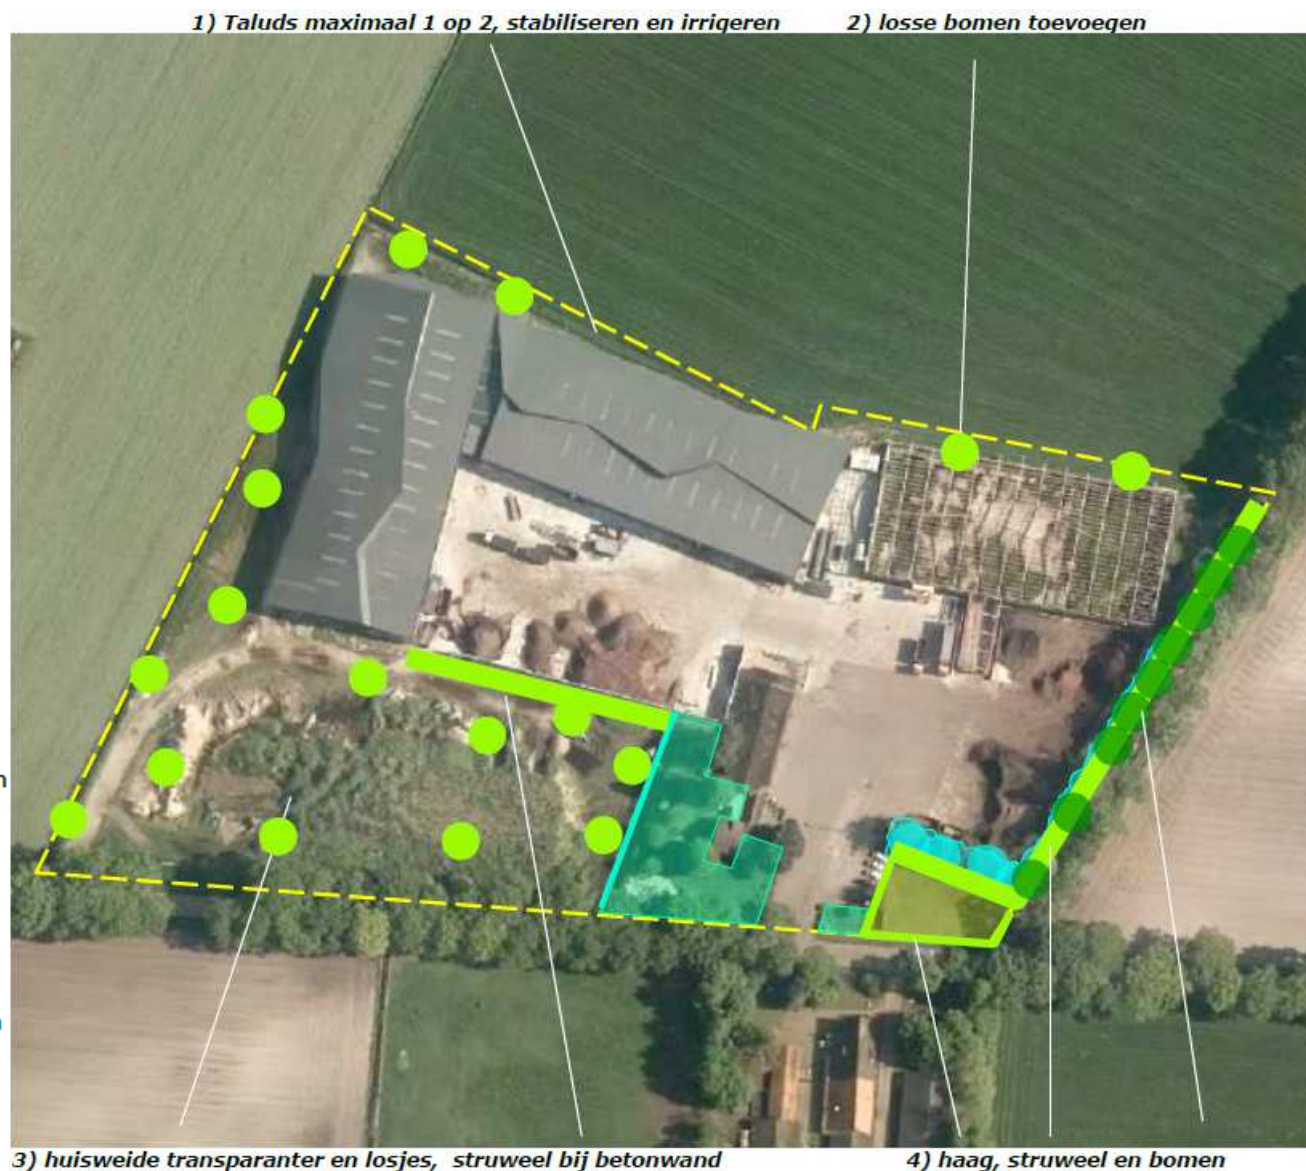 1) Taluds maximaal 1 op 2, stabiliseren en irrigeren
2) losse bomen toevoegen
3) huisweide transparanter en losjes, struweel bij betonwand
4) haag, struweel en bomen